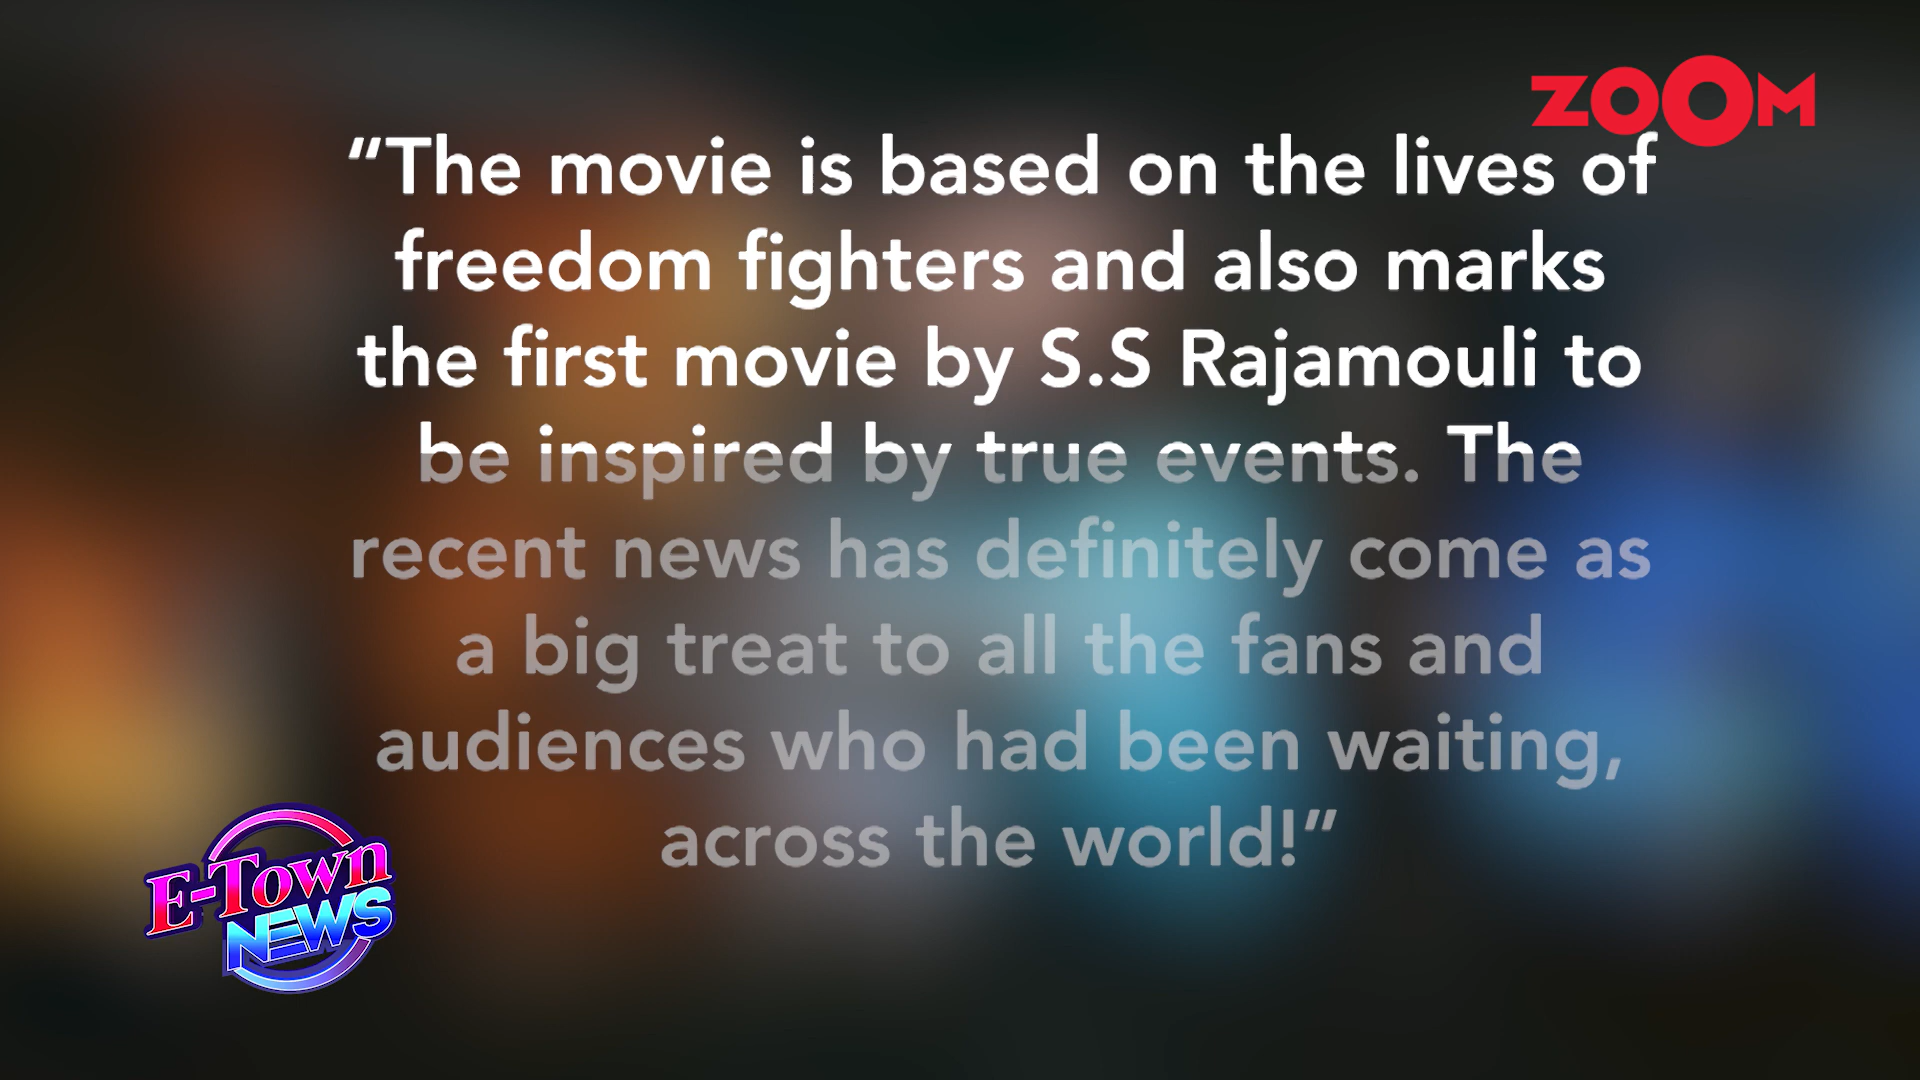 ZOOM
“The movie is based on the lives of
freedom fighters and also marks
the first movie by S.S Rajamouli to
be inspired by true events. The
recent news has definitely come as
a big treat to all the fans and
audiences who had been waiting,
across the world!”
E-Town
NEWS